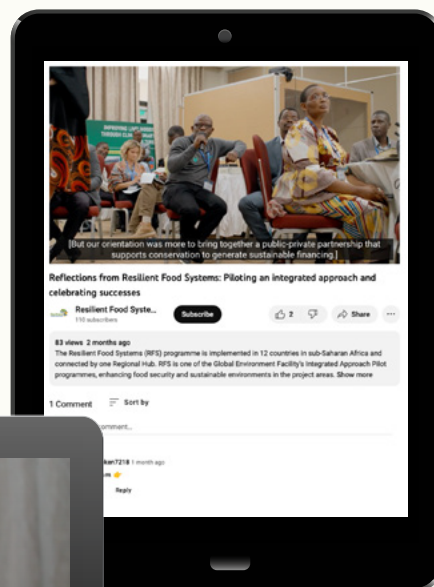 IMPROVING
THROUGH
[But our orientation was more to bring together a public-private partnership that
supports conservation to generate sustainable financing.]
Reflections from Resilient Food Systems: Piloting an integrated approach and
celebrating successes
Resilient Food Syste...
110 subscribers
Subscribe
2
Share
83 views 2 months ago
The Resilient Food Systems (RFS) programme is implemented in 12 countries in sub-Saharan Africa and
connected by one Regional Hub. RFS is one of the Global Environment Facility's Integrated Approach Pilot
programmes, enhancing food security and sustainable environments in the project areas. Show more
1 Comment Sort by
omment...
7218 1 month ago
Reply